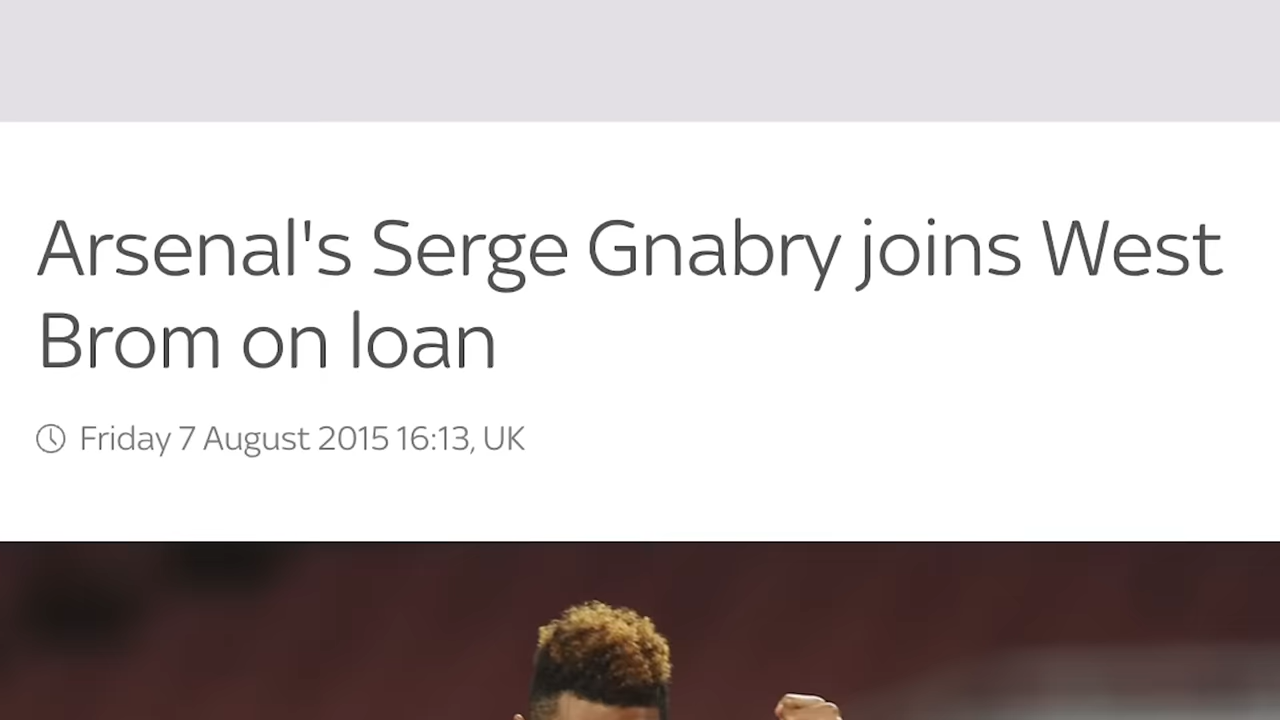 Arsenal's Serge Gnabry joins West
Brom on loan
Friday 7 August 2015 16:13, UK